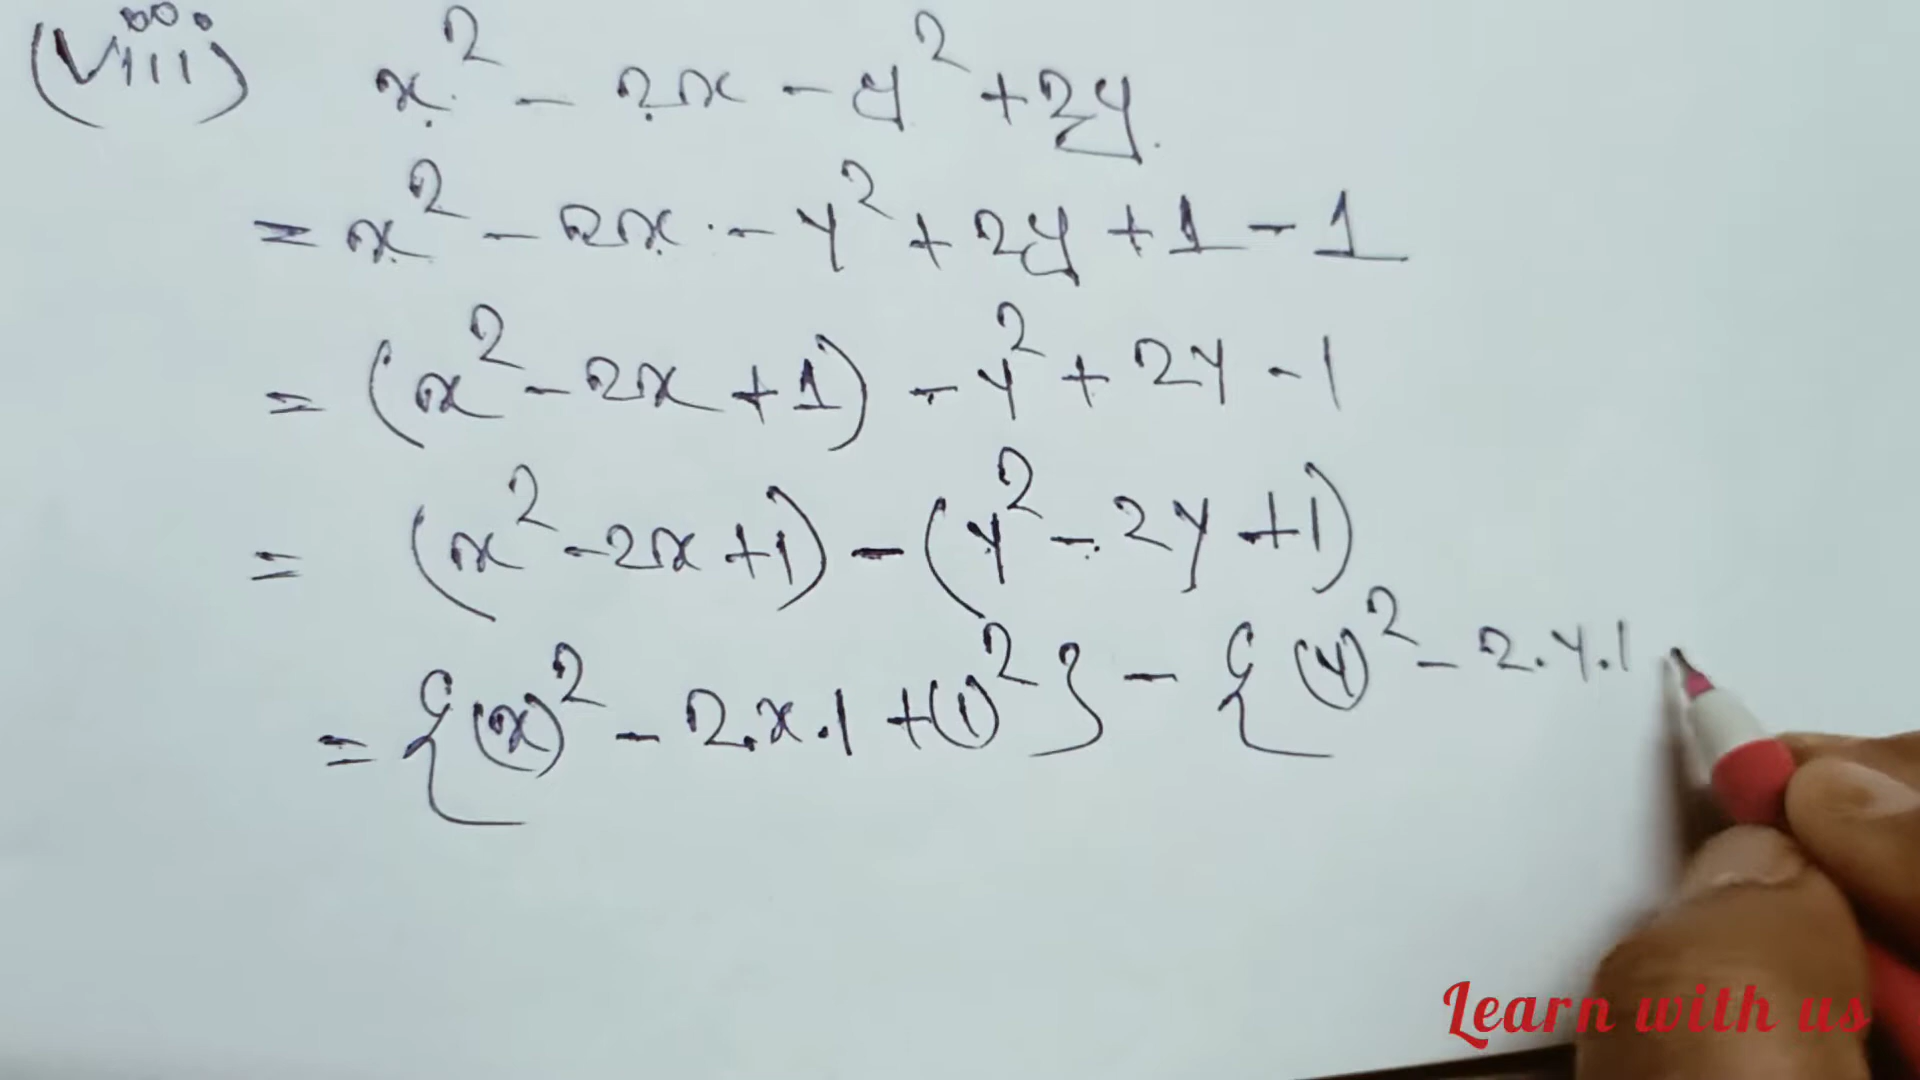 (viii) x² - 2x - y² + 2y
= x² - 2x - y² + 2y + 1 - 1
= (x² - 2x + 1) - y² + 2y - 1
= (x² - 2x + 1) - (y² - 2y + 1)
= {(x)² - 2.x.1 + (1)²} - {(y)² - 2.y.1
Learn with us